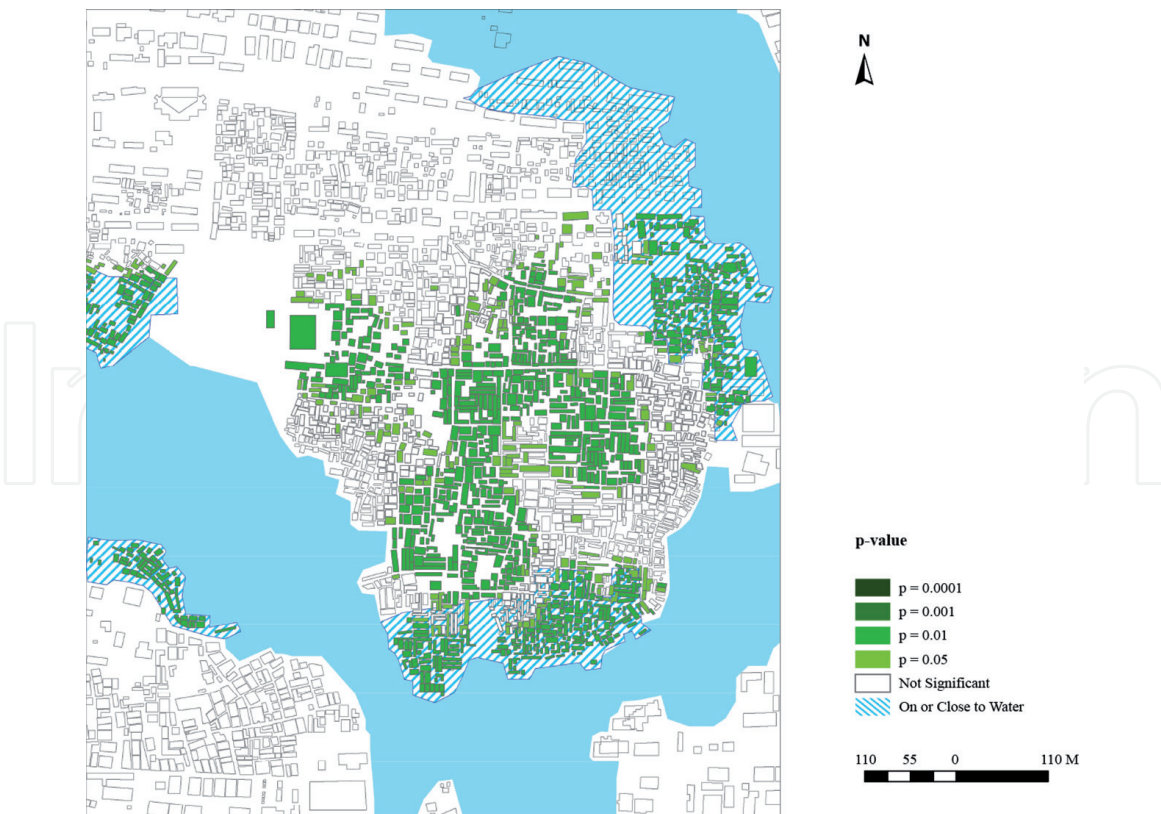 N
p-value
p = 0.0001
p = 0.001
p = 0.01
p = 0.05
Not Significant
On or Close to Water
110 55 0 110 M